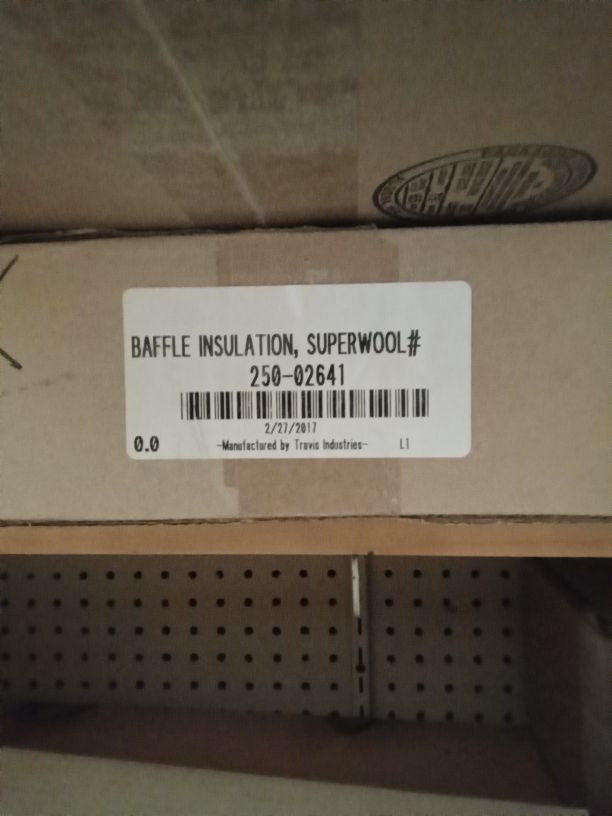 BAFFLE INSULATION, SUPERWOOL#
250-02641
2/27/2017
0.0
-Manufactured by Travis Industries-
L1